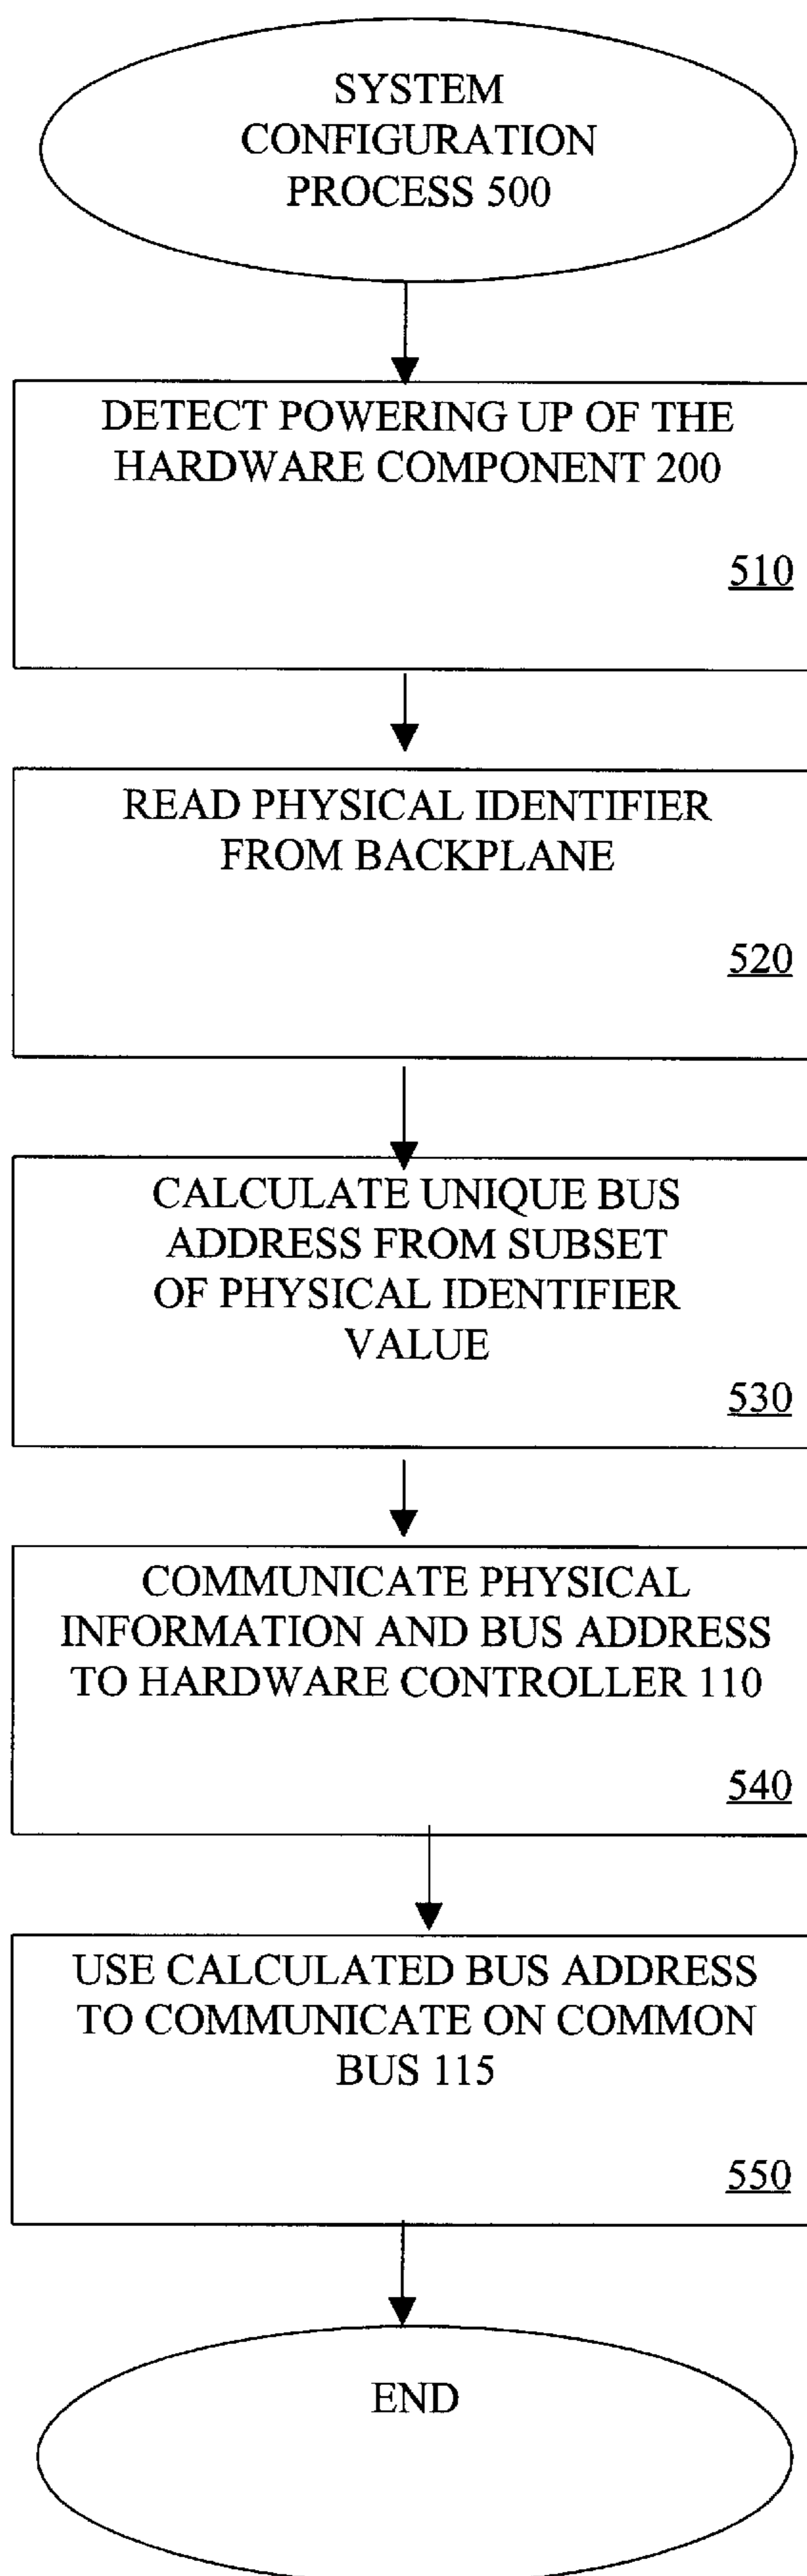 SYSTEM
CONFIGURATION
PROCESS 500
DETECT POWERING UP OF THE
HARDWARE COMPONENT 200
510
READ PHYSICAL IDENTIFIER
FROM BACKPLANE
520
CALCULATE UNIQUE BUS
ADDRESS FROM SUBSET
OF PHYSICAL IDENTIFIER
VALUE
530
COMMUNICATE PHYSICAL
INFORMATION AND BUS ADDRESS
TO HARDWARE CONTROLLER 110
540
USE CALCULATED BUS ADDRESS
TO COMMUNICATE ON COMMON
BUS 115
550
END